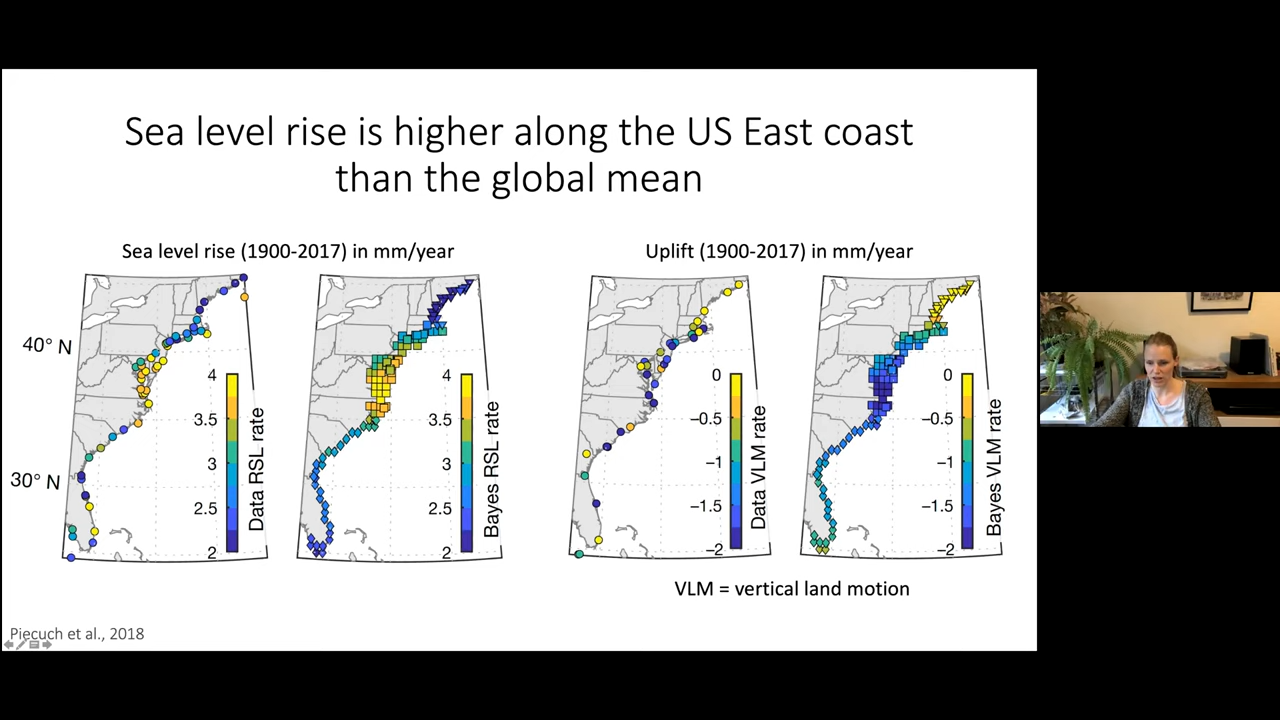 Sea level rise is higher along the US East coast
than the global mean
Sea level rise (1900-2017) in mm/year
Uplift (1900-2017) in mm/year
40° N
30° N
4
3.5
3
2.5
2
Data RSL rate
4
3.5
3
2.5
2
Bayes RSL rate
0
−0.5
−1
−1.5
−2
Data VLM rate
0
−0.5
−1
−1.5
−2
Bayes VLM rate
VLM = vertical land motion
Piecuch et al., 2018